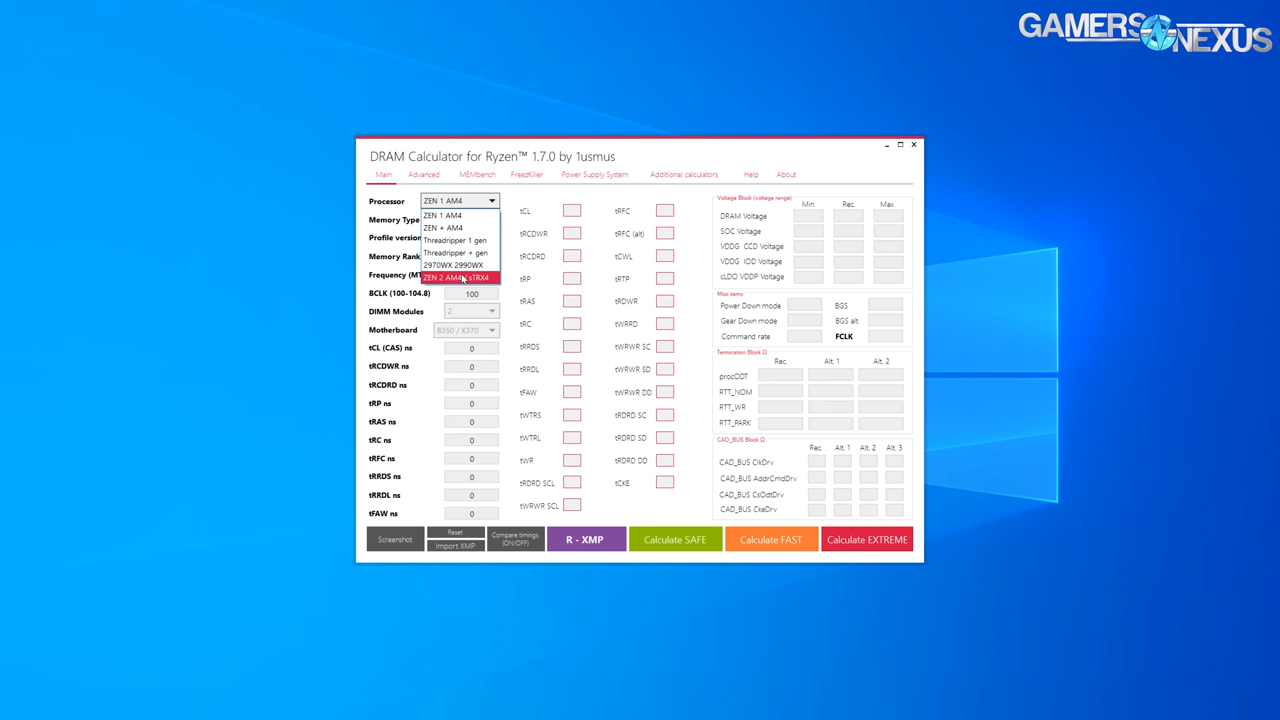 GAMERS NEXUS
DRAM Calculator for Ryzen™ 1.7.0 by 1usmus
Main Advanced MEMbench FreezKiller Power Supply System Additional calculators Help About
Processor ZEN 1 AM4
ZEN 1 AM4
ZEN + AM4
Threadripper 1 gen
Threadripper + gen
2970WX 2990WX
ZEN 2 AM4 sTRX4
Memory Type
Profile version
Memory Rank
Frequency (MT
BCLK (100-104.8) 100
DIMM Modules 2
Motherboard B350 / X370
tCL (CAS) ns 0
tRCDWR ns 0
tRCDRD ns 0
tRP ns 0
tRAS ns 0
tRC ns 0
tRFC ns 0
tRRDS ns 0
tRRDL ns 0
tFAW ns 0
tCL
tRCDWR
tRCDRD
tRP
tRAS
tRC
tRRDS
tRRDL
tFAW
tWTRS
tWTRL
tWR
tRDRD SCL
tWRWR SCL
tRFC
tRFC (alt)
tCWL
tRTP
tRDWR
tWRRD
tWRWR SC
tWRWR SD
tWRWR DD
tRDRD SC
tRDRD SD
tRDRD DD
tCKE
Voltage Block (voltage range)
Min. Rec. Max
DRAM Voltage
SOC Voltage
VDDG CCD Voltage
VDDG IOD Voltage
cLDO VDDP Voltage
Misc items
Power Down mode BGS
Gear Down mode BGS alt
Command rate FCLK
Termination Block Ω
Rec. Alt. 1 Alt. 2
procODT
RTT_NOM
RTT_WR
RTT_PARK
CAD_BUS Block Ω
Rec. Alt. 1 Alt. 2 Alt. 3
CAD_BUS ClkDrv
CAD_BUS AddrCmdDrv
CAD_BUS CsOdtDrv
CAD_BUS CkeDrv
Screenshot
Reset
Import XMP
Compare timings
(ON/OFF)
R - XMP
Calculate SAFE
Calculate FAST
Calculate EXTREME